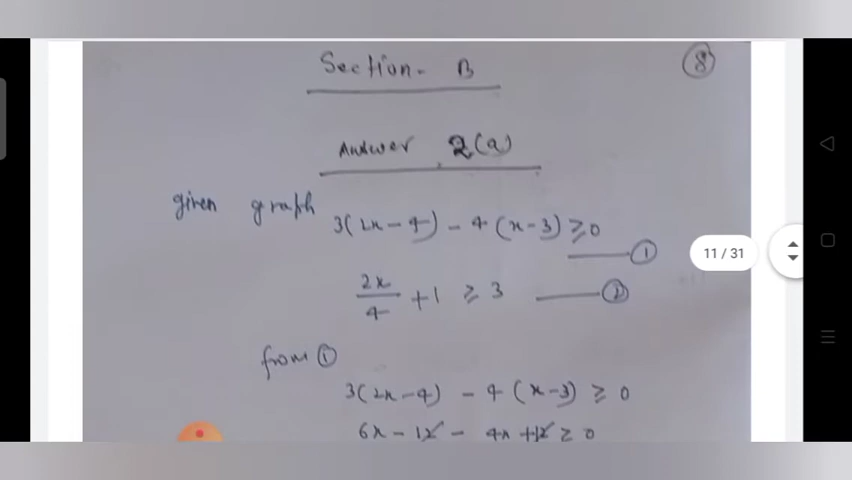 Section - B
8
Answer 2(a)
given graph
3(2x - 4) - 4(x - 3) ≥ 0 ——— 1
2x/4 + 1 ≥ 3 ——— 2
11 / 31
from 1
3(2x - 4) - 4(x - 3) ≥ 0
6x - 12 - 4x + 12 ≥ 0